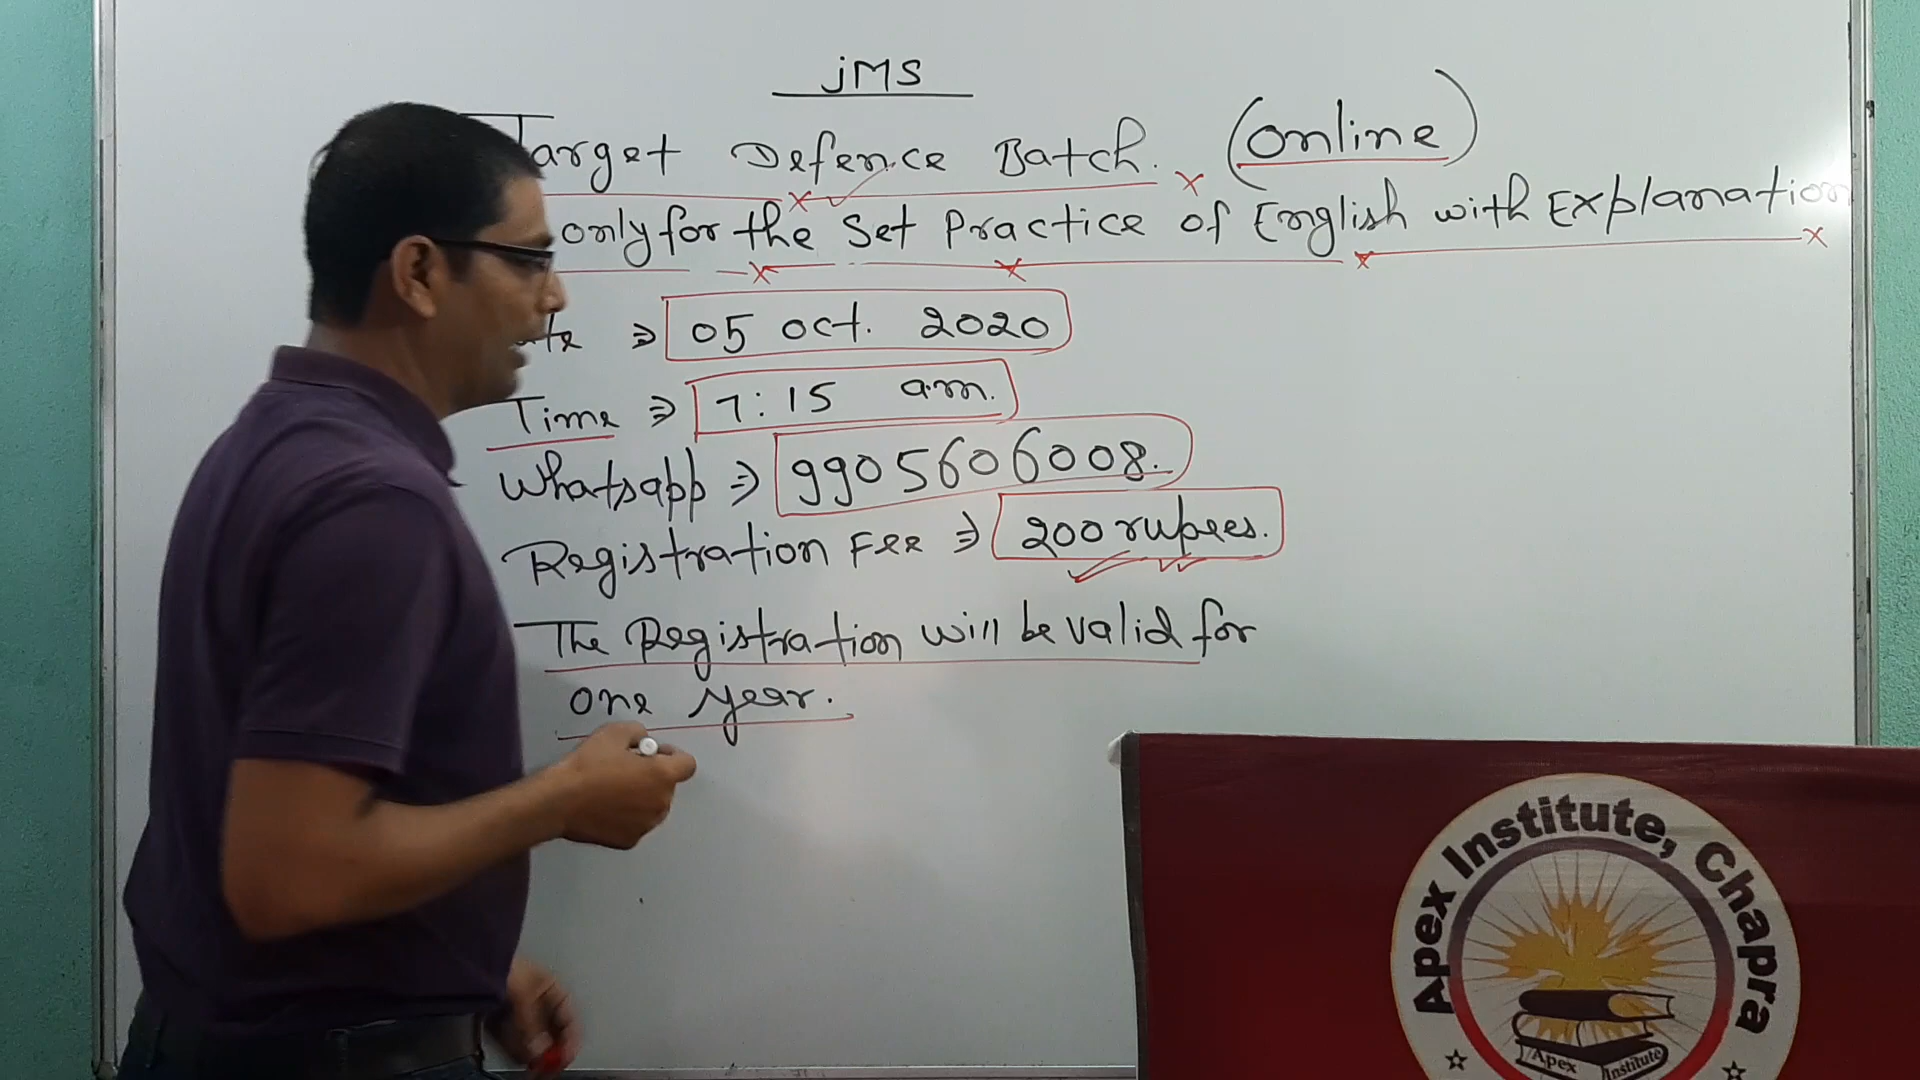 jMS
Target Defence Batch. (online)
only for the Set Practice of English with Explanation
05 oct. 2020
Time ⇒ 7:15 a.m.
Whatsapp ⇒ 9905606008.
Registration Fee ⇒ 200 rupees.
The Registration will be valid for
one year.
Apex Institute, Chapra
Apex Institute